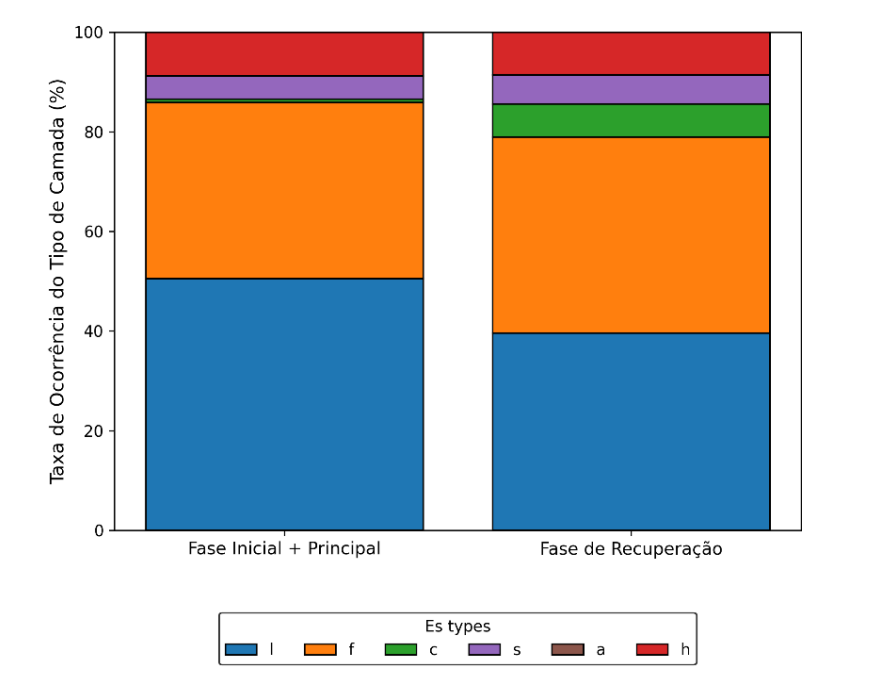 Taxa de Ocorrência do Tipo de Camada (%)
100
80
60
40
20
0
Fase Inicial + Principal
Fase de Recuperação
Es types
l f c s a h